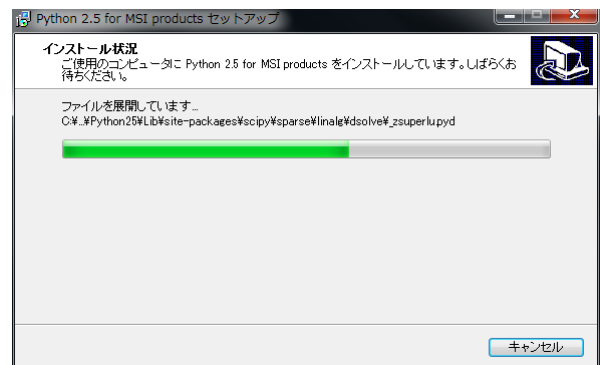 Python 2.5 for MSI products セットアップ
インストール状況
ご使用のコンピュータに Python 2.5 for MSI products をインストールしています。しばらくお
待ちください。
ファイルを展開しています...
C:¥...¥Python25¥Lib¥site-packages¥scipy¥sparse¥linalg¥dsolve¥_zsuperlu.pyd
キャンセル